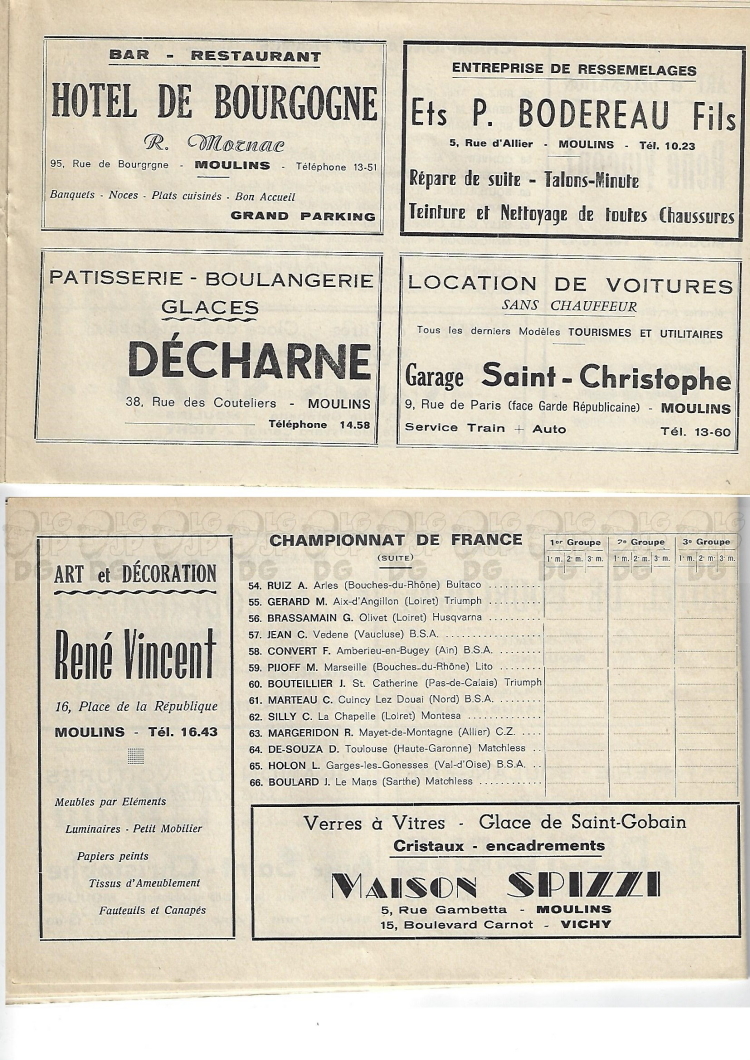 BAR - RESTAURANT
HOTEL DE BOURGOGNE
R. Mornac
95, Rue de Bourgrgne - MOULINS - Téléphone 13-51
Banquets - Noces - Plats cuisinés - Bon Accueil
GRAND PARKING
ENTREPRISE DE RESSEMELAGES
Ets P. BODEREAU Fils
5, Rue d'Allier - MOULINS - Tél. 10.23
Répare de suite - Talons-Minute
Teinture et Nettoyage de toutes Chaussures
PATISSERIE - BOULANGERIE
GLACES
DÉCHARNE
38, Rue des Couteliers - MOULINS
Téléphone 14.58
LOCATION DE VOITURES
SANS CHAUFFEUR
Tous les derniers Modèles TOURISMES ET UTILITAIRES
Garage Saint-Christophe
9, Rue de Paris (face Garde Républicaine) - MOULINS
Service Train + Auto Tél. 13-60
ART et DÉCORATION
René Vincent
16, Place de la République
MOULINS - Tél. 16.43
Meubles par Eléments
Luminaires - Petit Mobilier
Papiers peints
Tissus d'Ameublement
Fauteuils et Canapés
CHAMPIONNAT DE FRANCE
(SUITE)
1er Groupe 2e Groupe 3e Groupe
1e m. 2e m. 3e m. 1e m. 2e m. 3e m. 1e m. 2e m. 3e m.
54. RUIZ A. Arles (Bouches-du-Rhône) Bultaco ..........
55. GERARD M. Aix-d'Angillon (Loiret) Triumph ..........
56. BRASSAMAIN G. Olivet (Loiret) Husqvarna ..........
57. JEAN C. Vedene (Vaucluse) B.S.A. ..........
58. CONVERT F. Amberieu-en-Bugey (Ain) B.S.A. ..........
59. PIJOFF M. Marseille (Bouches-du-Rhône) Lito ..........
60. BOUTEILLIER J. St. Catherine (Pas-de-Calais) Triumph
61. MARTEAU C. Cuincy Lez Douai (Nord) B.S.A. ..........
62. SILLY C. La Chapelle (Loiret) Montesa ..........
63. MARGERIDON R. Mayet-de-Montagne (Allier) C.Z. ....
64. DE-SOUZA D. Toulouse (Haute-Garonne) Matchless ..
65. HOLON L. Garges-les-Gonesses (Val-d'Oise) B.S.A. ..
66. BOULARD J. Le Mans (Sarthe) Matchless ..........
Verres à Vitres - Glace de Saint-Gobain
Cristaux - encadrements
MAISON SPIZZI
5, Rue Gambetta - MOULINS
15, Boulevard Carnot - VICHY